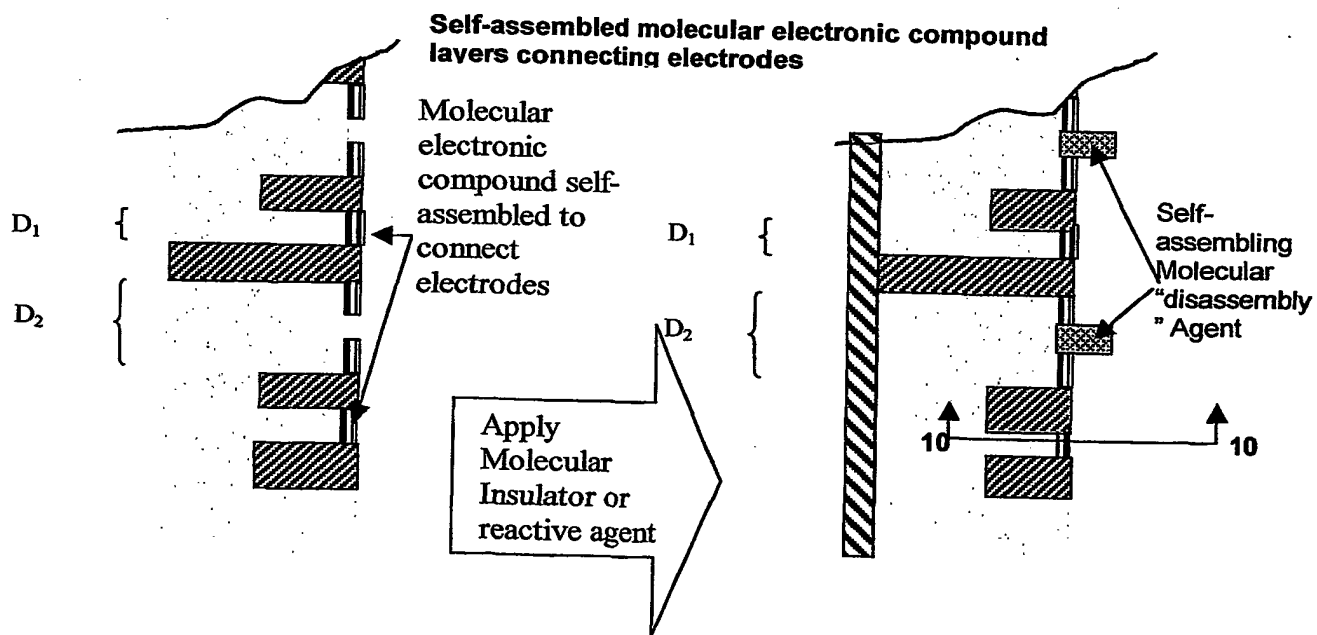 Self-assembled molecular electronic compound
layers connecting electrodes
Molecular
electronic
compound self-
assembled to
connect
electrodes
D₁
D₂
Apply
Molecular
Insulator or
reactive agent
D₁
D₂
Self-
assembling
Molecular
“disassembly
” Agent
10
10